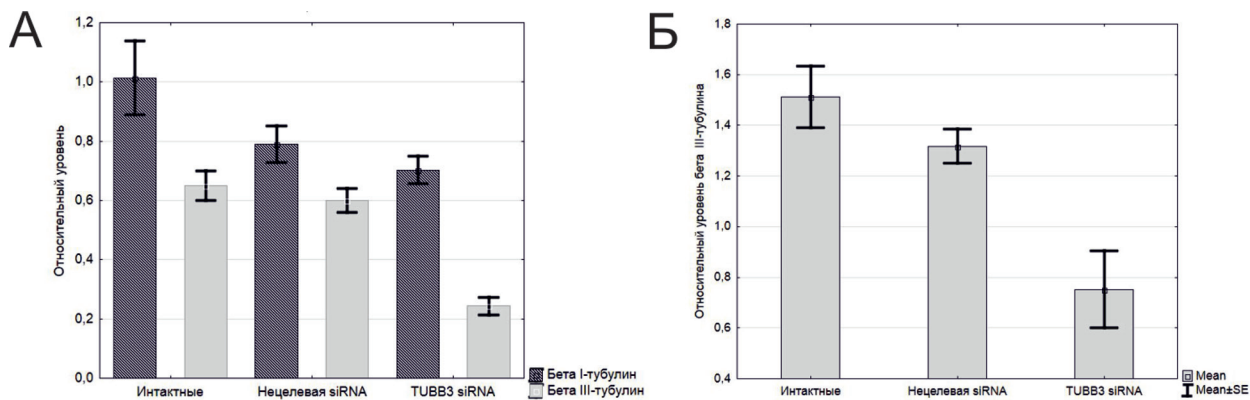 А
Относительный уровень
1,2
1,0
0,8
0,6
0,4
0,2
0,0
Интактные
Нецелевая siRNA
TUBB3 siRNA
Бета I-тубулин
Бета III-тубулин
Б
Относительный уровень бета III-тубулина
1,8
1,6
1,4
1,2
1,0
0,8
0,6
0,4
Интактные
Нецелевая siRNA
TUBB3 siRNA
Mean
Mean±SE